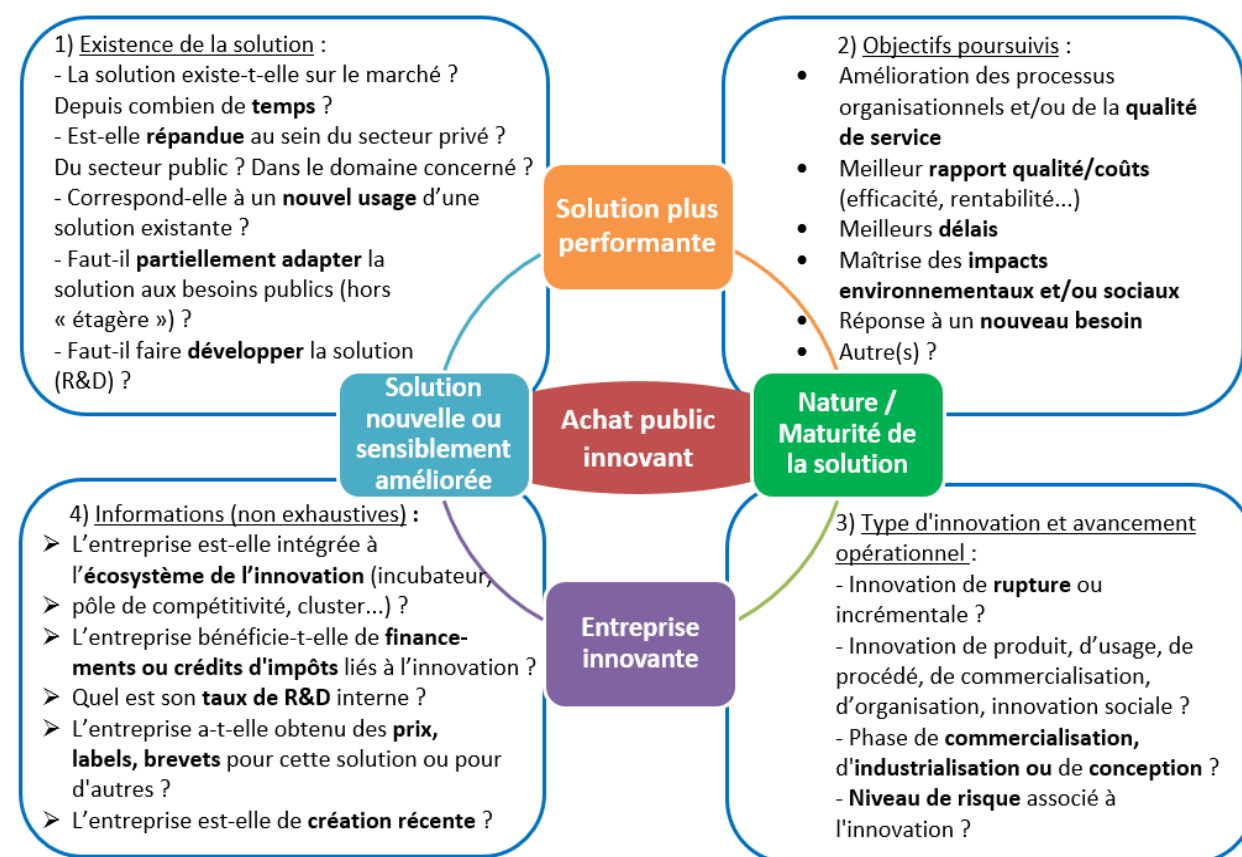 1) Existence de la solution :
- La solution existe-t-elle sur le marché ?
Depuis combien de temps ?
- Est-elle répandue au sein du secteur privé ?
Du secteur public ? Dans le domaine concerné ?
- Correspond-elle à un nouvel usage d’une
solution existante ?
- Faut-il partiellement adapter la
solution aux besoins publics (hors
« étagère ») ?
- Faut-il faire développer la solution
(R&D) ?
2) Objectifs poursuivis :
• Amélioration des processus
organisationnels et/ou de la qualité
de service
• Meilleur rapport qualité/coûts
(efficacité, rentabilité...)
• Meilleurs délais
• Maîtrise des impacts
environnementaux et/ou sociaux
• Réponse à un nouveau besoin
• Autre(s) ?
Solution plus
performante
Solution
nouvelle ou
sensiblement
améliorée
Achat public
innovant
Nature /
Maturité de
la solution
Entreprise
innovante
4) Informations (non exhaustives) :
➢ L’entreprise est-elle intégrée à
l’écosystème de l’innovation (incubateur,
➢ pôle de compétitivité, cluster...) ?
➢ L’entreprise bénéficie-t-elle de finance-
ments ou crédits d'impôts liés à l’innovation ?
➢ Quel est son taux de R&D interne ?
➢ L’entreprise a-t-elle obtenu des prix,
labels, brevets pour cette solution ou pour
d'autres ?
➢ L’entreprise est-elle de création récente ?
3) Type d'innovation et avancement
opérationnel :
- Innovation de rupture ou
incrémentale ?
- Innovation de produit, d’usage, de
procédé, de commercialisation,
d’organisation, innovation sociale ?
- Phase de commercialisation,
d'industrialisation ou de conception ?
- Niveau de risque associé à
l'innovation ?